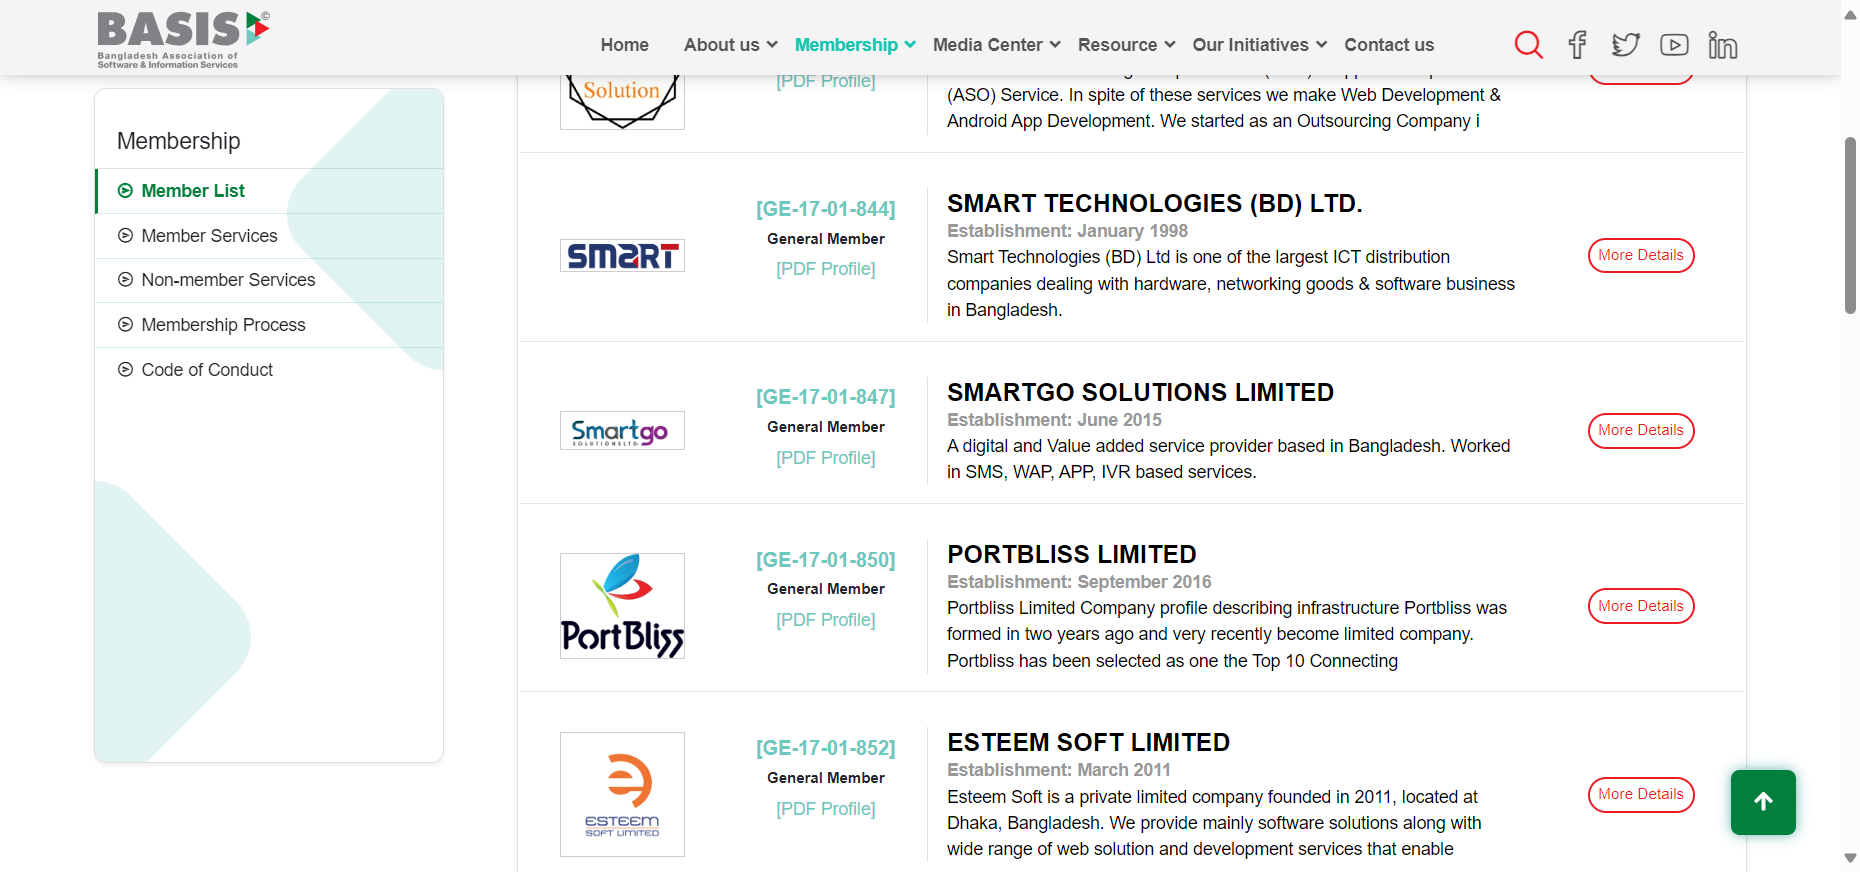 BASIS
©
Bangladesh Association of
Software & Information Services
Home
About us
Membership
Media Center
Resource
Our Initiatives
Contact us
Membership
Member List
Member Services
Non-member Services
Membership Process
Code of Conduct
Solution
[PDF Profile]
(ASO) Service. In spite of these services we make Web Development &
Android App Development. We started as an Outsourcing Company i
SMART
[GE-17-01-844]
General Member
[PDF Profile]
SMART TECHNOLOGIES (BD) LTD.
Establishment: January 1998
Smart Technologies (BD) Ltd is one of the largest ICT distribution
companies dealing with hardware, networking goods & software business
in Bangladesh.
More Details
Smartgo
SOLUTIONS LTD
[GE-17-01-847]
General Member
[PDF Profile]
SMARTGO SOLUTIONS LIMITED
Establishment: June 2015
A digital and Value added service provider based in Bangladesh. Worked
in SMS, WAP, APP, IVR based services.
More Details
PortBliss
[GE-17-01-850]
General Member
[PDF Profile]
PORTBLISS LIMITED
Establishment: September 2016
Portbliss Limited Company profile describing infrastructure Portbliss was
formed in two years ago and very recently become limited company.
Portbliss has been selected as one the Top 10 Connecting
More Details
ESTEEM
SOFT LIMITED
[GE-17-01-852]
General Member
[PDF Profile]
ESTEEM SOFT LIMITED
Establishment: March 2011
Esteem Soft is a private limited company founded in 2011, located at
Dhaka, Bangladesh. We provide mainly software solutions along with
wide range of web solution and development services that enable
More Details